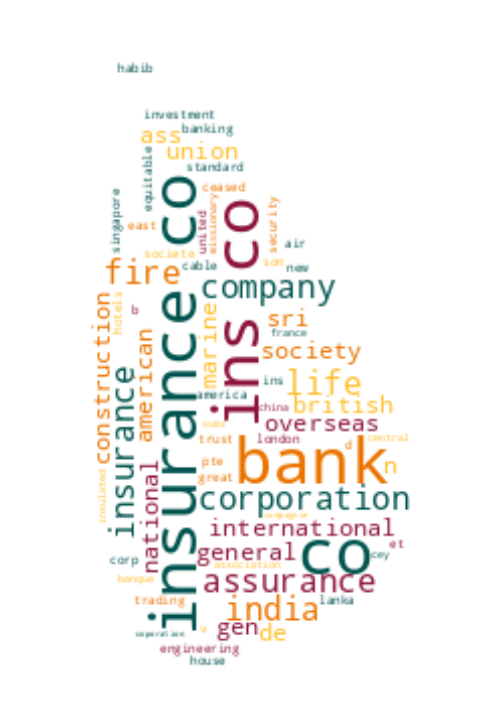 habib
investment
ass
banking
union
equitable
standard
co
ceased
singapore
missionary
security
ins co
east
united
air
societe
son
fire
cable
new
company
hotels
insurance co
construction
b
marine
sri
american
france
society
insurance
ins
life
america
china
british
sumi
overseas
trust
london
d
central
national
bank
n
pte
great
insulated
corporation
compagnie
international
et
general
co
cey
corp
association
banque
assurance
trading
india
lanka
v
gen
de
coporation
engineering
house